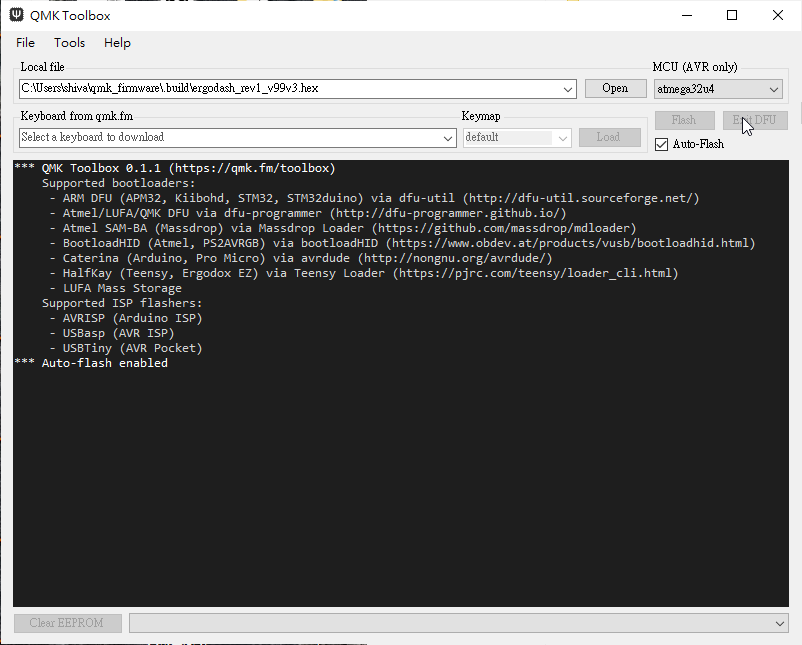 QMK Toolbox
File Tools Help
Local file
MCU (AVR only)
C:\Users\shiva\qmk_firmware\.build\ergodash_rev1_v99v3.hex
Open
atmega32u4
Keyboard from qmk.fm
Keymap
Flash
Exit DFU
Select a keyboard to download
default
Load
Auto-Flash
*** QMK Toolbox 0.1.1 (https://qmk.fm/toolbox)
Supported bootloaders:
- ARM DFU (APM32, Kiibohd, STM32, STM32duino) via dfu-util (http://dfu-util.sourceforge.net/)
- Atmel/LUFA/QMK DFU via dfu-programmer (http://dfu-programmer.github.io/)
- Atmel SAM-BA (Massdrop) via Massdrop Loader (https://github.com/massdrop/mdloader)
- BootloadHID (Atmel, PS2AVRGB) via bootloadHID (https://www.obdev.at/products/vusb/bootloadhid.html)
- Caterina (Arduino, Pro Micro) via avrdude (http://nongnu.org/avrdude/)
- HalfKay (Teensy, Ergodox EZ) via Teensy Loader (https://pjrc.com/teensy/loader_cli.html)
- LUFA Mass Storage
Supported ISP flashers:
- AVRISP (Arduino ISP)
- USBasp (AVR ISP)
- USBTiny (AVR Pocket)
*** Auto-flash enabled
Clear EEPROM